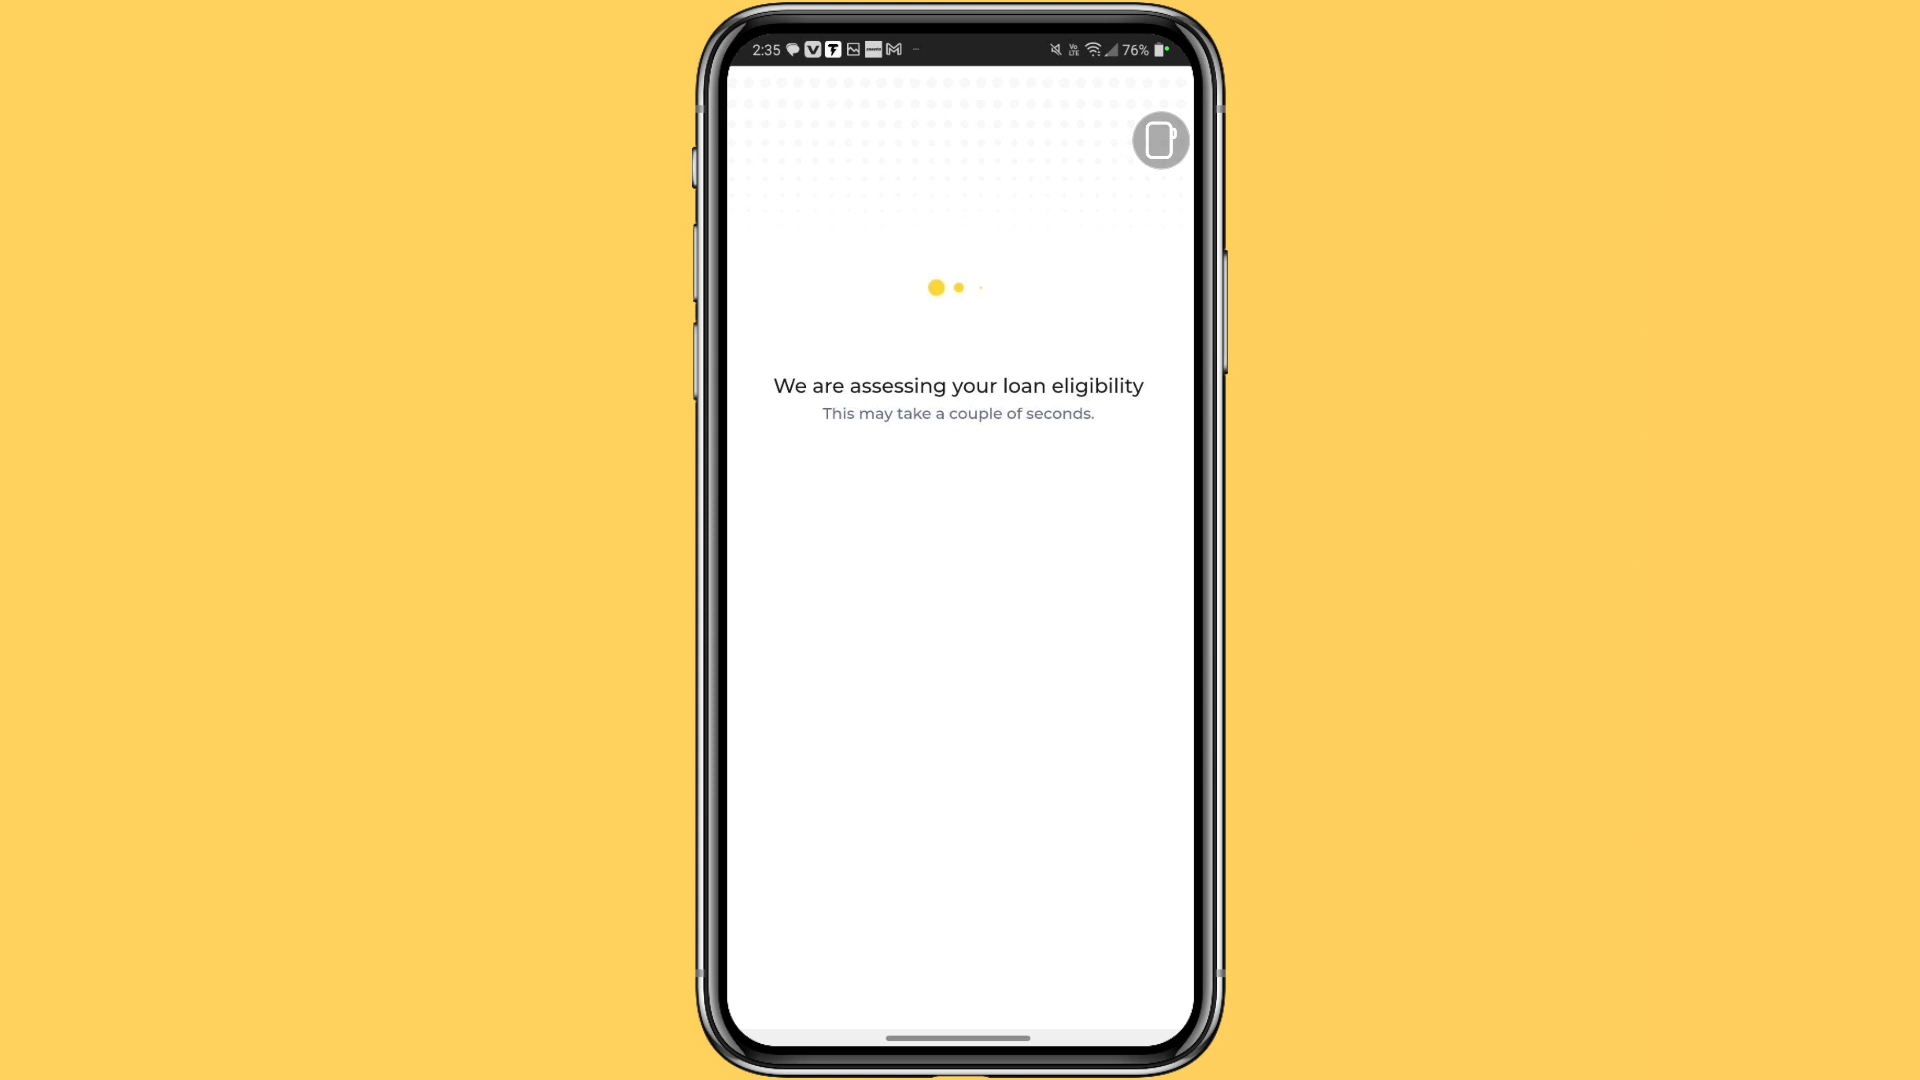 2:35
76%
We are assessing your loan eligibility
This may take a couple of seconds.